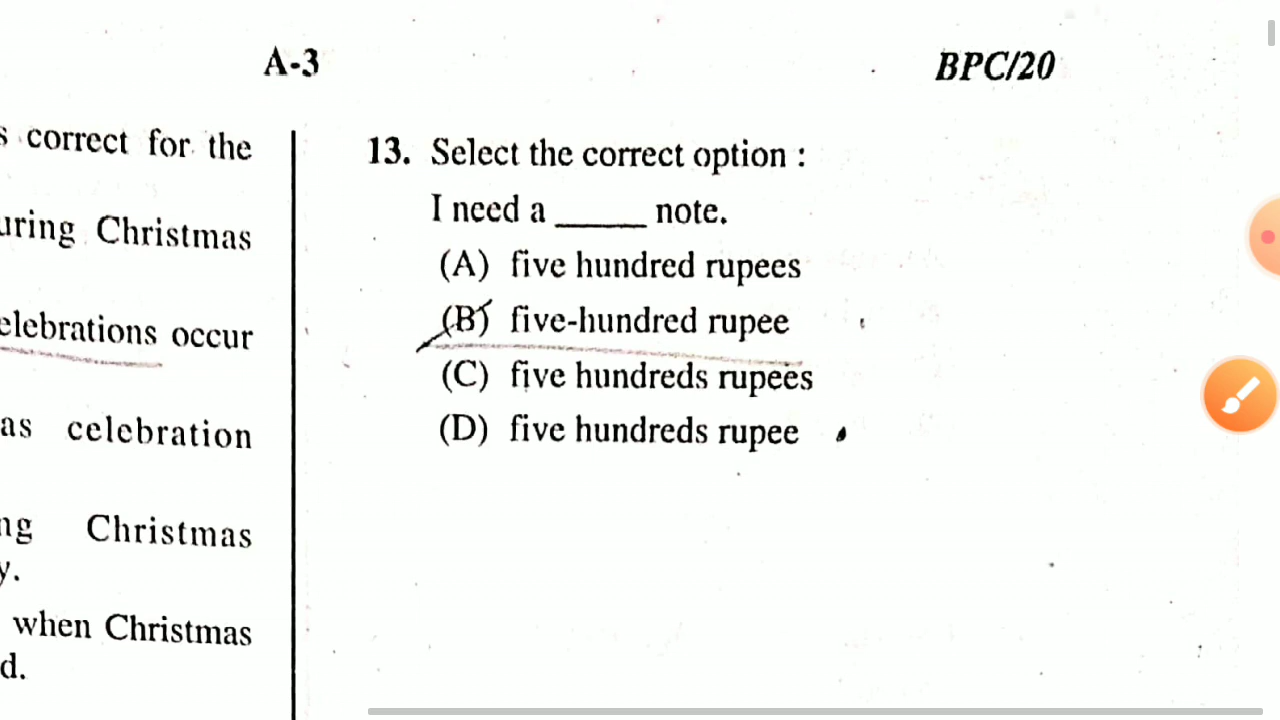 A-3
BPC/20
s correct for the
uring Christmas
elebrations occur
as celebration
ng Christmas
y.
when Christmas
d.
13. Select the correct option :
I need a _____ note.
(A) five hundred rupees
(B) five-hundred rupee
(C) five hundreds rupees
(D) five hundreds rupee